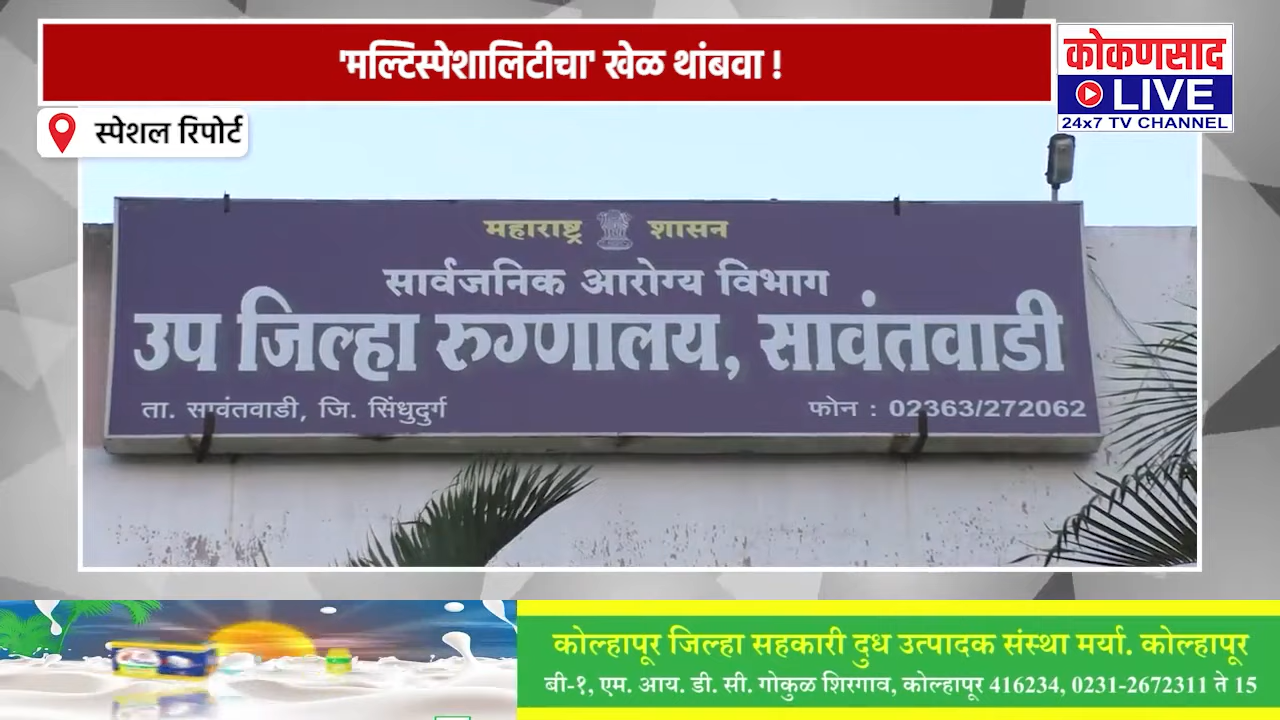 'मल्टिस्पेशालिटीचा' खेळ थांबवा !
कोकणसाद
LIVE
24x7 TV CHANNEL
स्पेशल रिपोर्ट
महाराष्ट्र शासन
सार्वजनिक आरोग्य विभाग
उप जिल्हा रुग्णालय, सावंतवाडी
ता. सावंतवाडी, जि. सिंधुदुर्ग
फोन : 02363/272062
कोल्हापूर जिल्हा सहकारी दुध उत्पादक संस्था मर्या. कोल्हापूर
बी-१, एम. आय. डी. सी. गोकुळ शिरगाव, कोल्हापूर 416234, 0231-2672311 ते 15